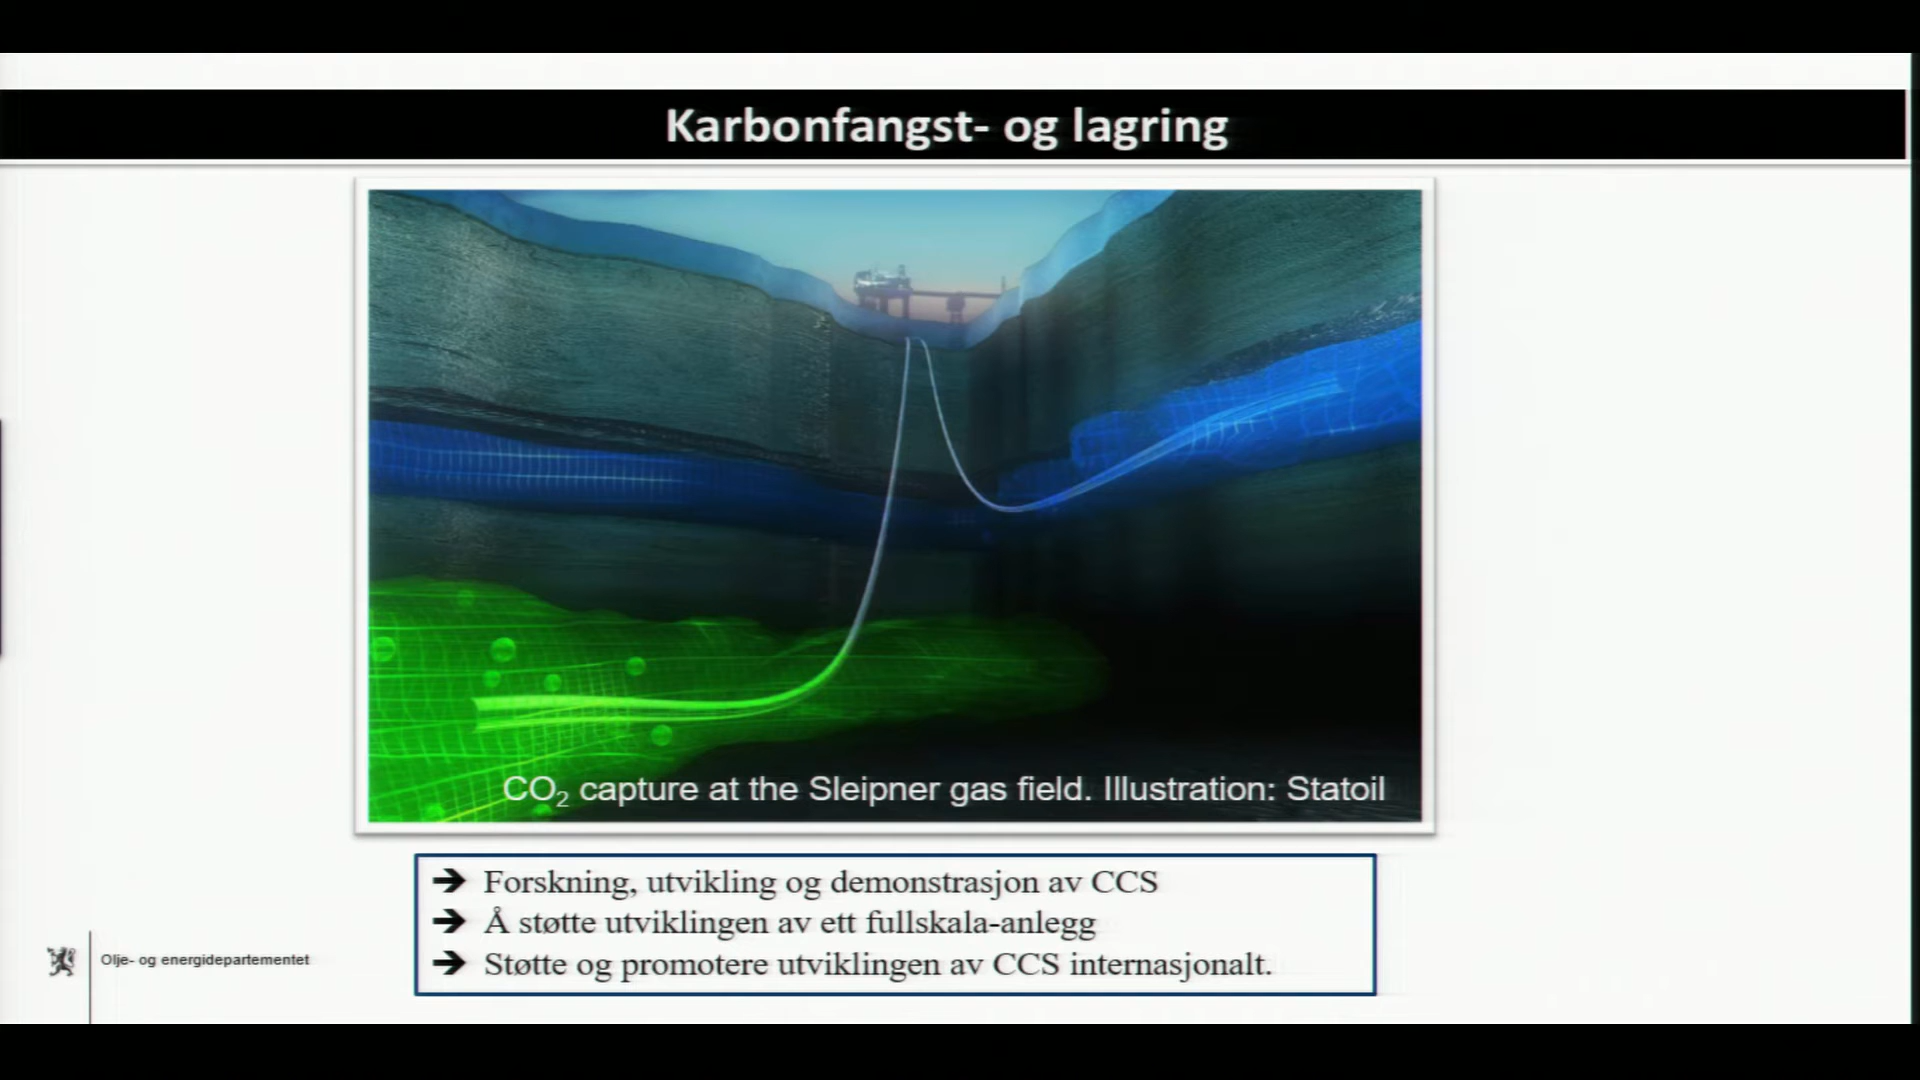 Karbonfangst- og lagring
CO₂ capture at the Sleipner gas field. Illustration: Statoil
➔ Forskning, utvikling og demonstrasjon av CCS
➔ Å støtte utviklingen av ett fullskala-anlegg
➔ Støtte og promotere utviklingen av CCS internasjonalt.
Olje- og energidepartementet